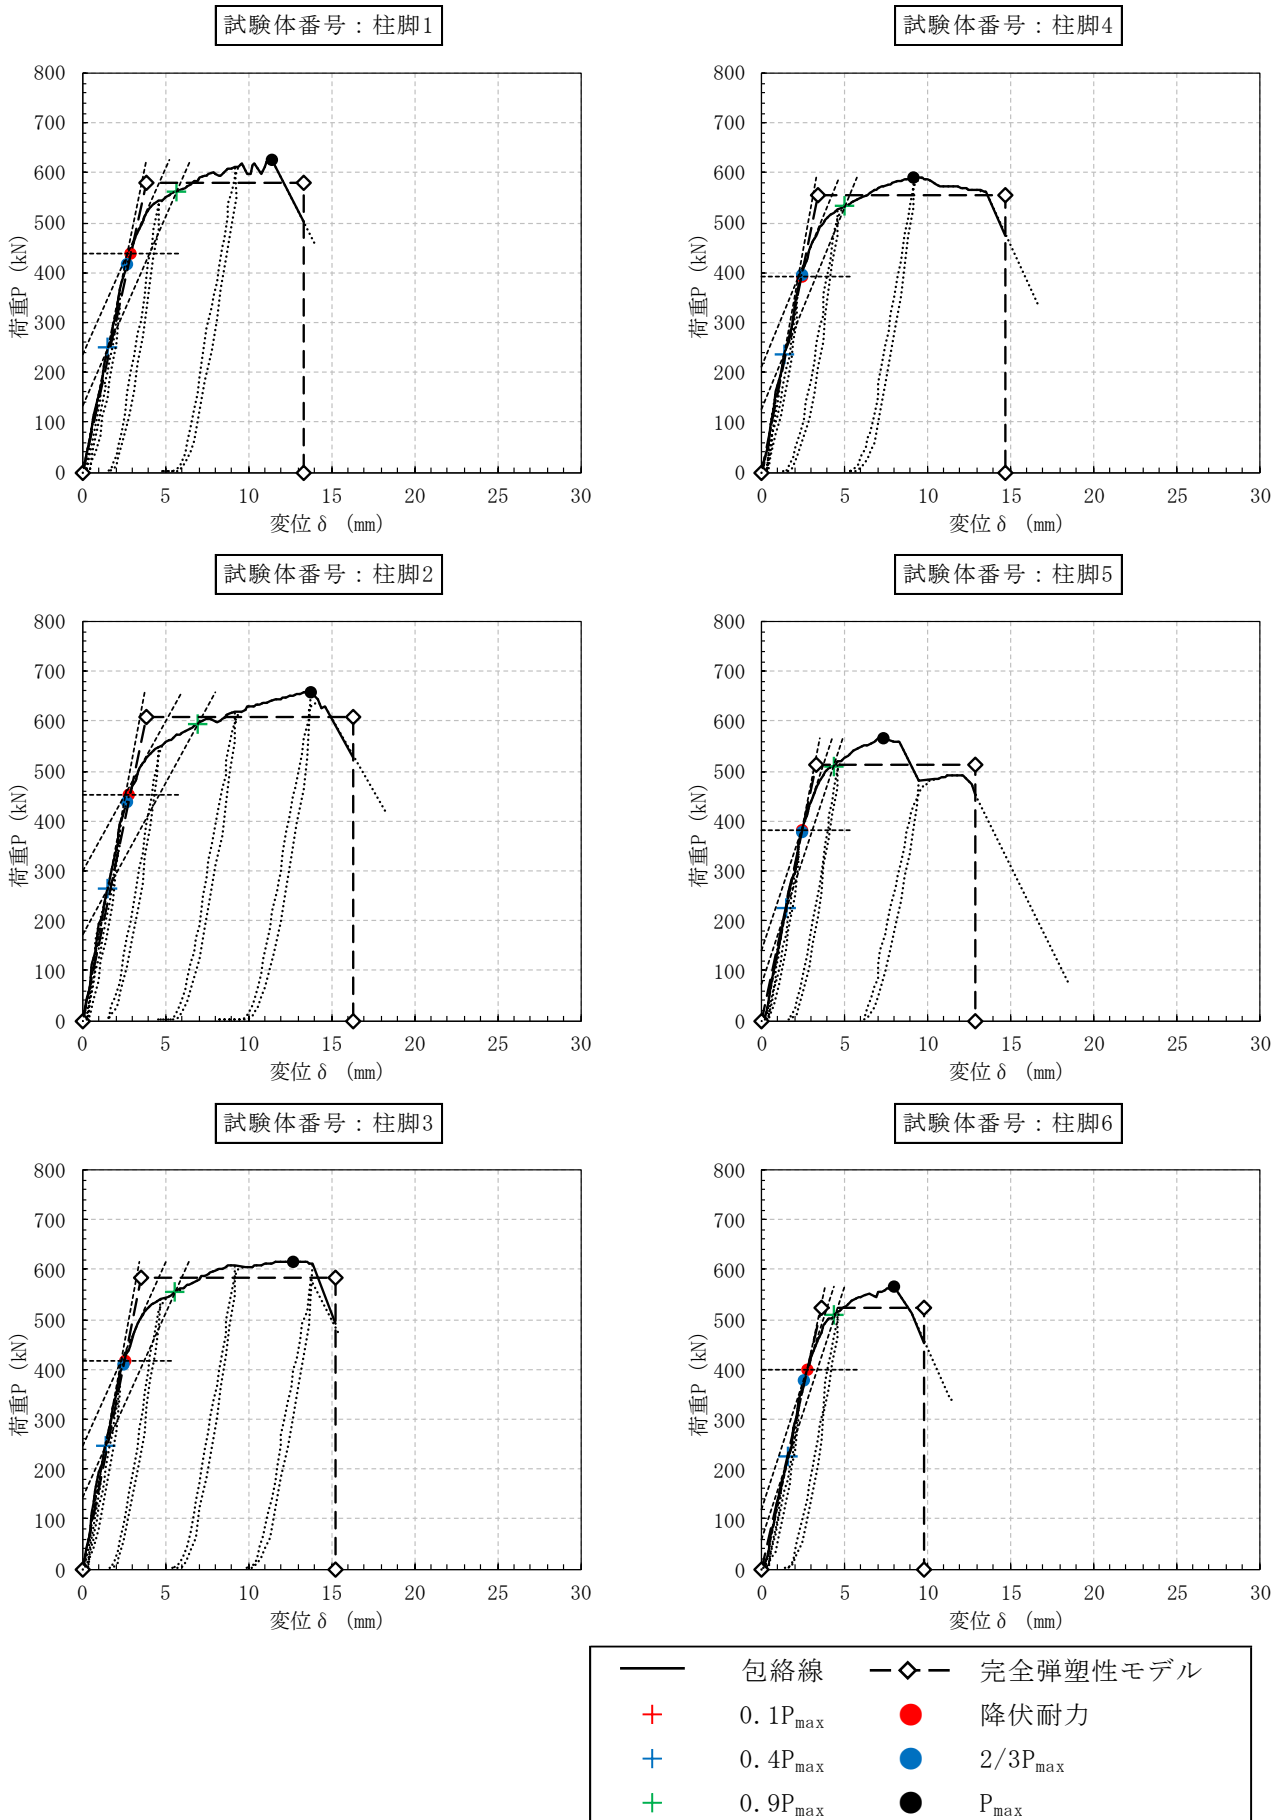 試験体番号：柱脚1
800
700
600
500
400
300
200
100
0
荷重P (kN)
0 5 10 15 20 25 30
変位δ (mm)
試験体番号：柱脚4
800
700
600
500
400
300
200
100
0
荷重P (kN)
0 5 10 15 20 25 30
変位δ (mm)
試験体番号：柱脚2
800
700
600
500
400
300
200
100
0
荷重P (kN)
0 5 10 15 20 25 30
変位δ (mm)
試験体番号：柱脚5
800
700
600
500
400
300
200
100
0
荷重P (kN)
0 5 10 15 20 25 30
変位δ (mm)
試験体番号：柱脚3
800
700
600
500
400
300
200
100
0
荷重P (kN)
0 5 10 15 20 25 30
変位δ (mm)
試験体番号：柱脚6
800
700
600
500
400
300
200
100
0
荷重P (kN)
0 5 10 15 20 25 30
変位δ (mm)
包絡線 完全弾塑性モデル
0.1Pmax 降伏耐力
0.4Pmax 2/3Pmax
0.9Pmax Pmax